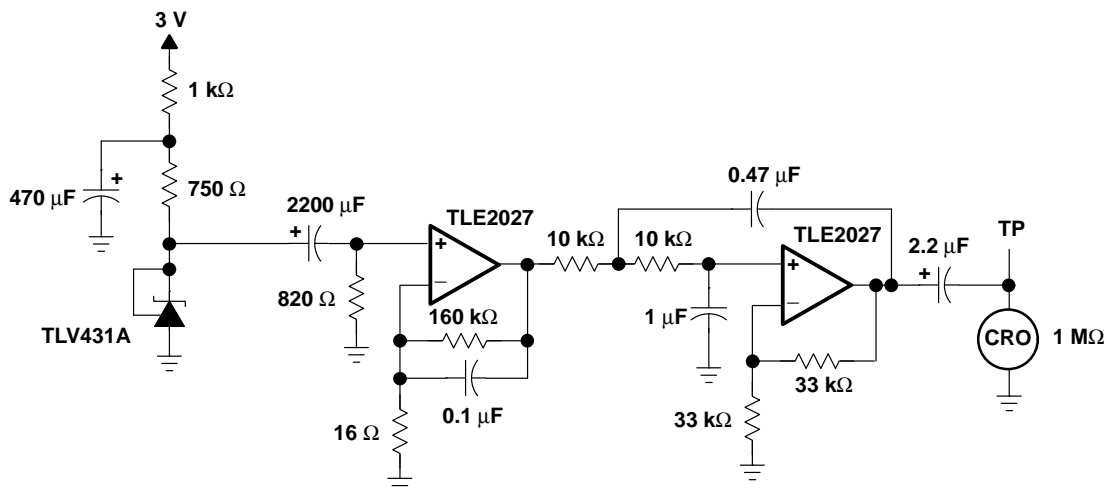 3 V
1 kΩ
470 μF
+
750 Ω
2200 μF
+
TLE2027
0.47 μF
TLE2027
2.2 μF
+
TP
10 kΩ
10 kΩ
+
–
+
–
820 Ω
TLV431A
160 kΩ
1 μF
CRO
1 MΩ
0.1 μF
33 kΩ
16 Ω
33 kΩ